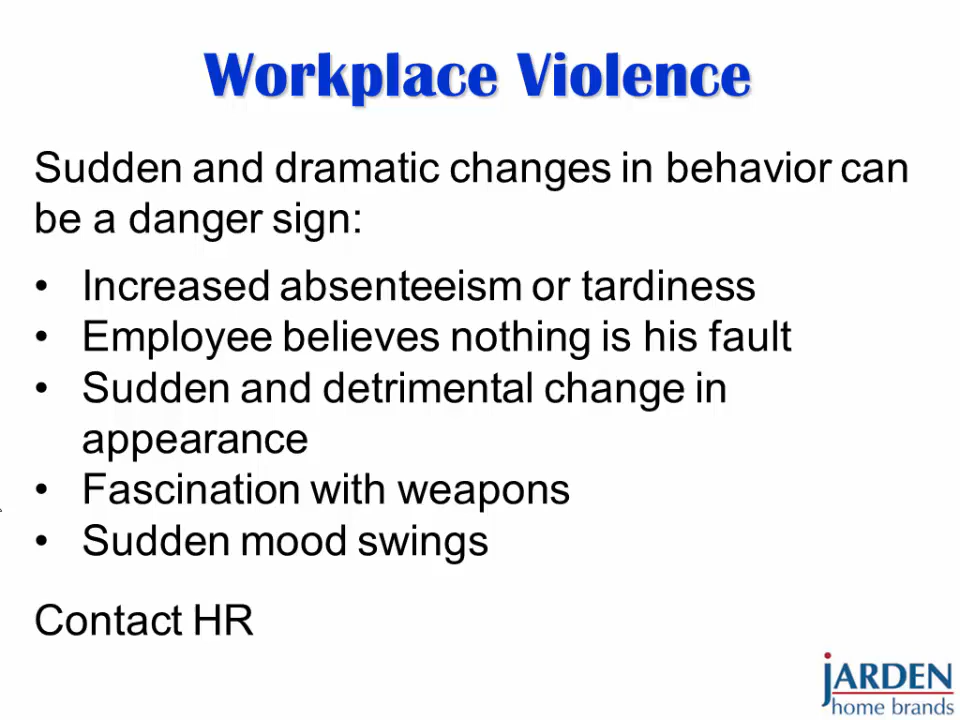 Workplace Violence
Sudden and dramatic changes in behavior can
be a danger sign:
• Increased absenteeism or tardiness
• Employee believes nothing is his fault
• Sudden and detrimental change in
appearance
• Fascination with weapons
• Sudden mood swings
Contact HR
jARDEN
home brands